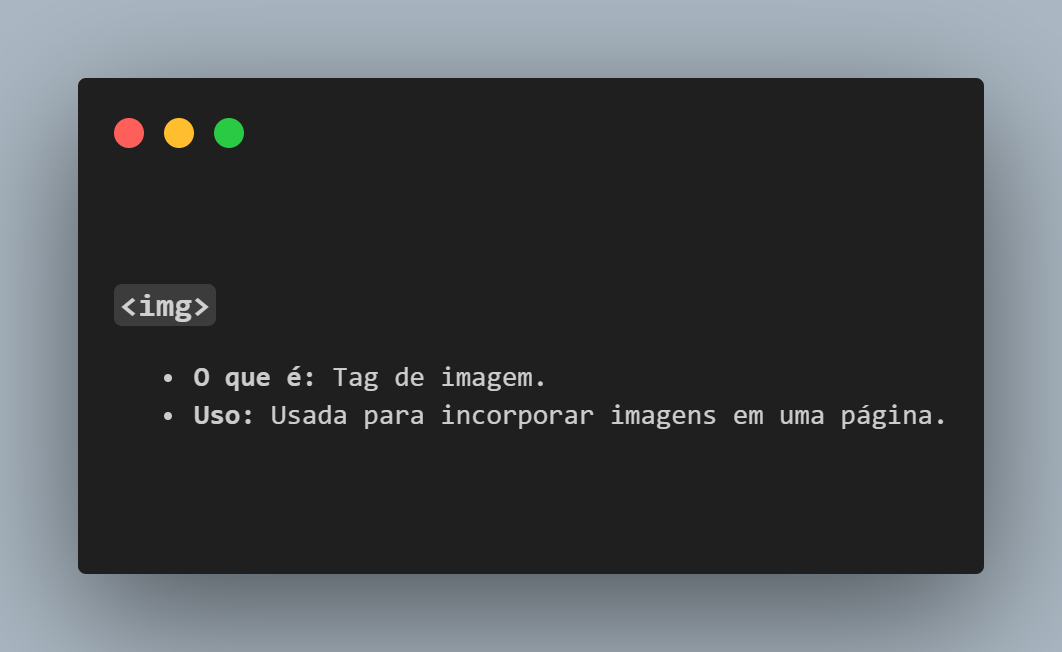 <img>
• O que é: Tag de imagem.
• Uso: Usada para incorporar imagens em uma página.